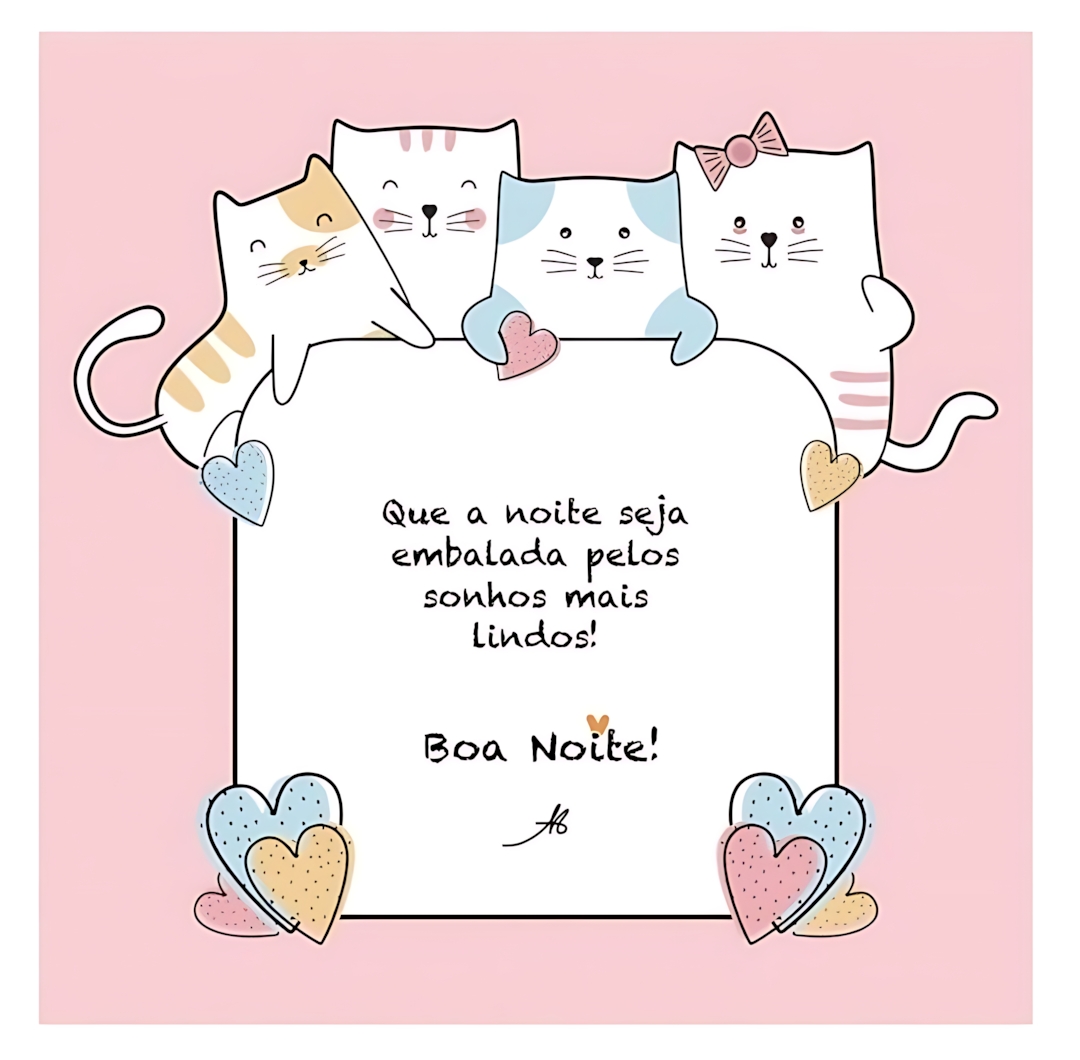 Que a noite seja
embalada pelos
sonhos mais
lindos!
Boa Noite!